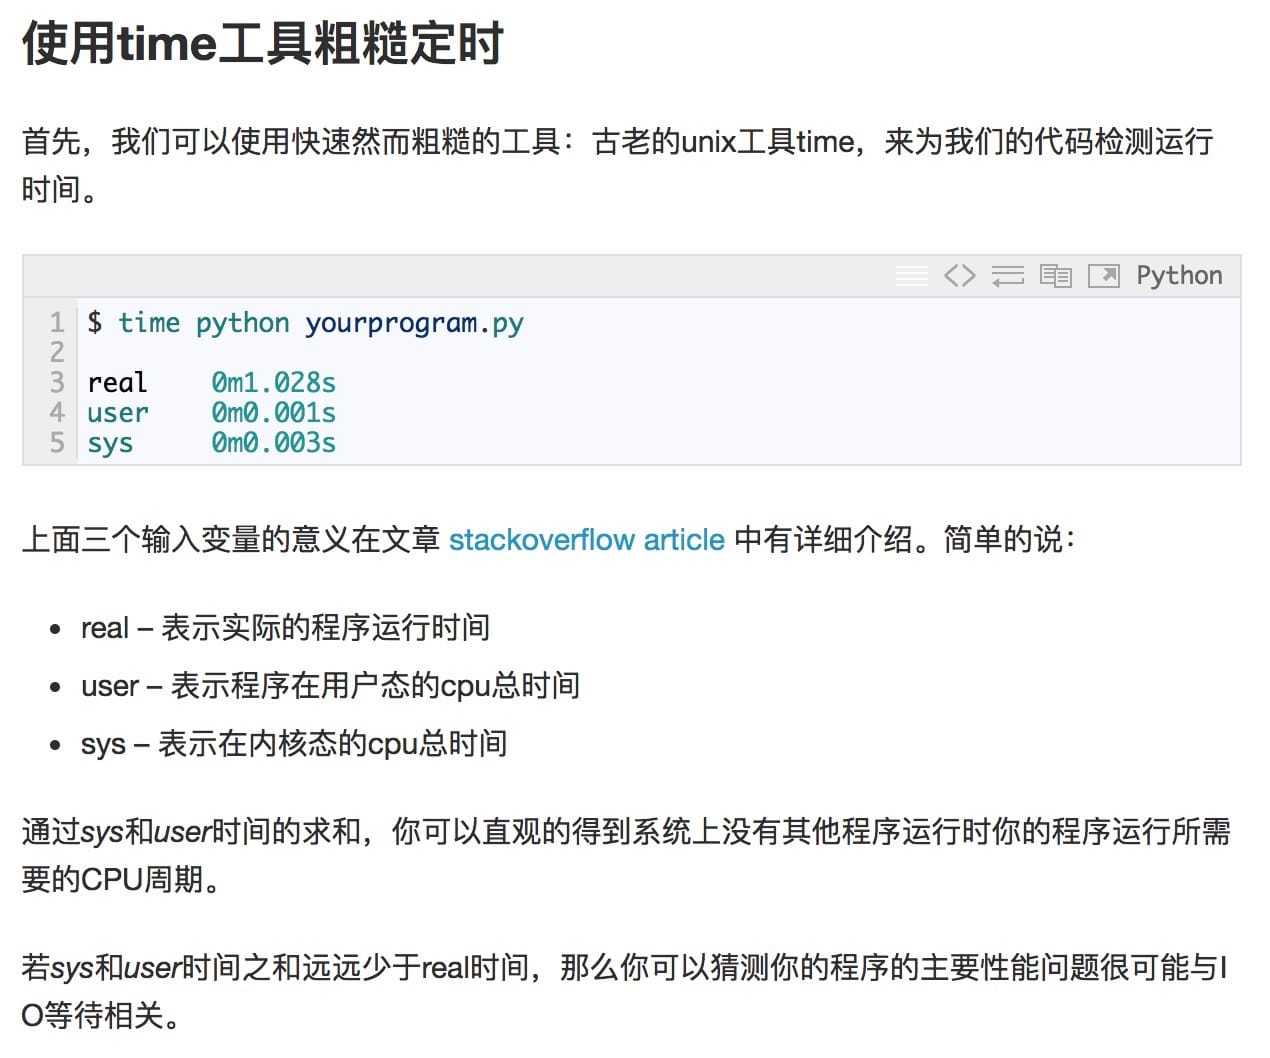 使用time工具粗糙定时
首先，我们可以使用快速然而粗糙的工具：古老的unix工具time，来为我们的代码检测运行
时间。
Python
1 $ time python yourprogram.py
2
3 real    0m1.028s
4 user    0m0.001s
5 sys     0m0.003s
上面三个输入变量的意义在文章 stackoverflow article 中有详细介绍。简单的说：
• real – 表示实际的程序运行时间
• user – 表示程序在用户态的cpu总时间
• sys – 表示在内核态的cpu总时间
通过sys和user时间的求和，你可以直观的得到系统上没有其他程序运行时你的程序运行所需
要的CPU周期。
若sys和user时间之和远远少于real时间，那么你可以猜测你的程序的主要性能问题很可能与I
O等待相关。